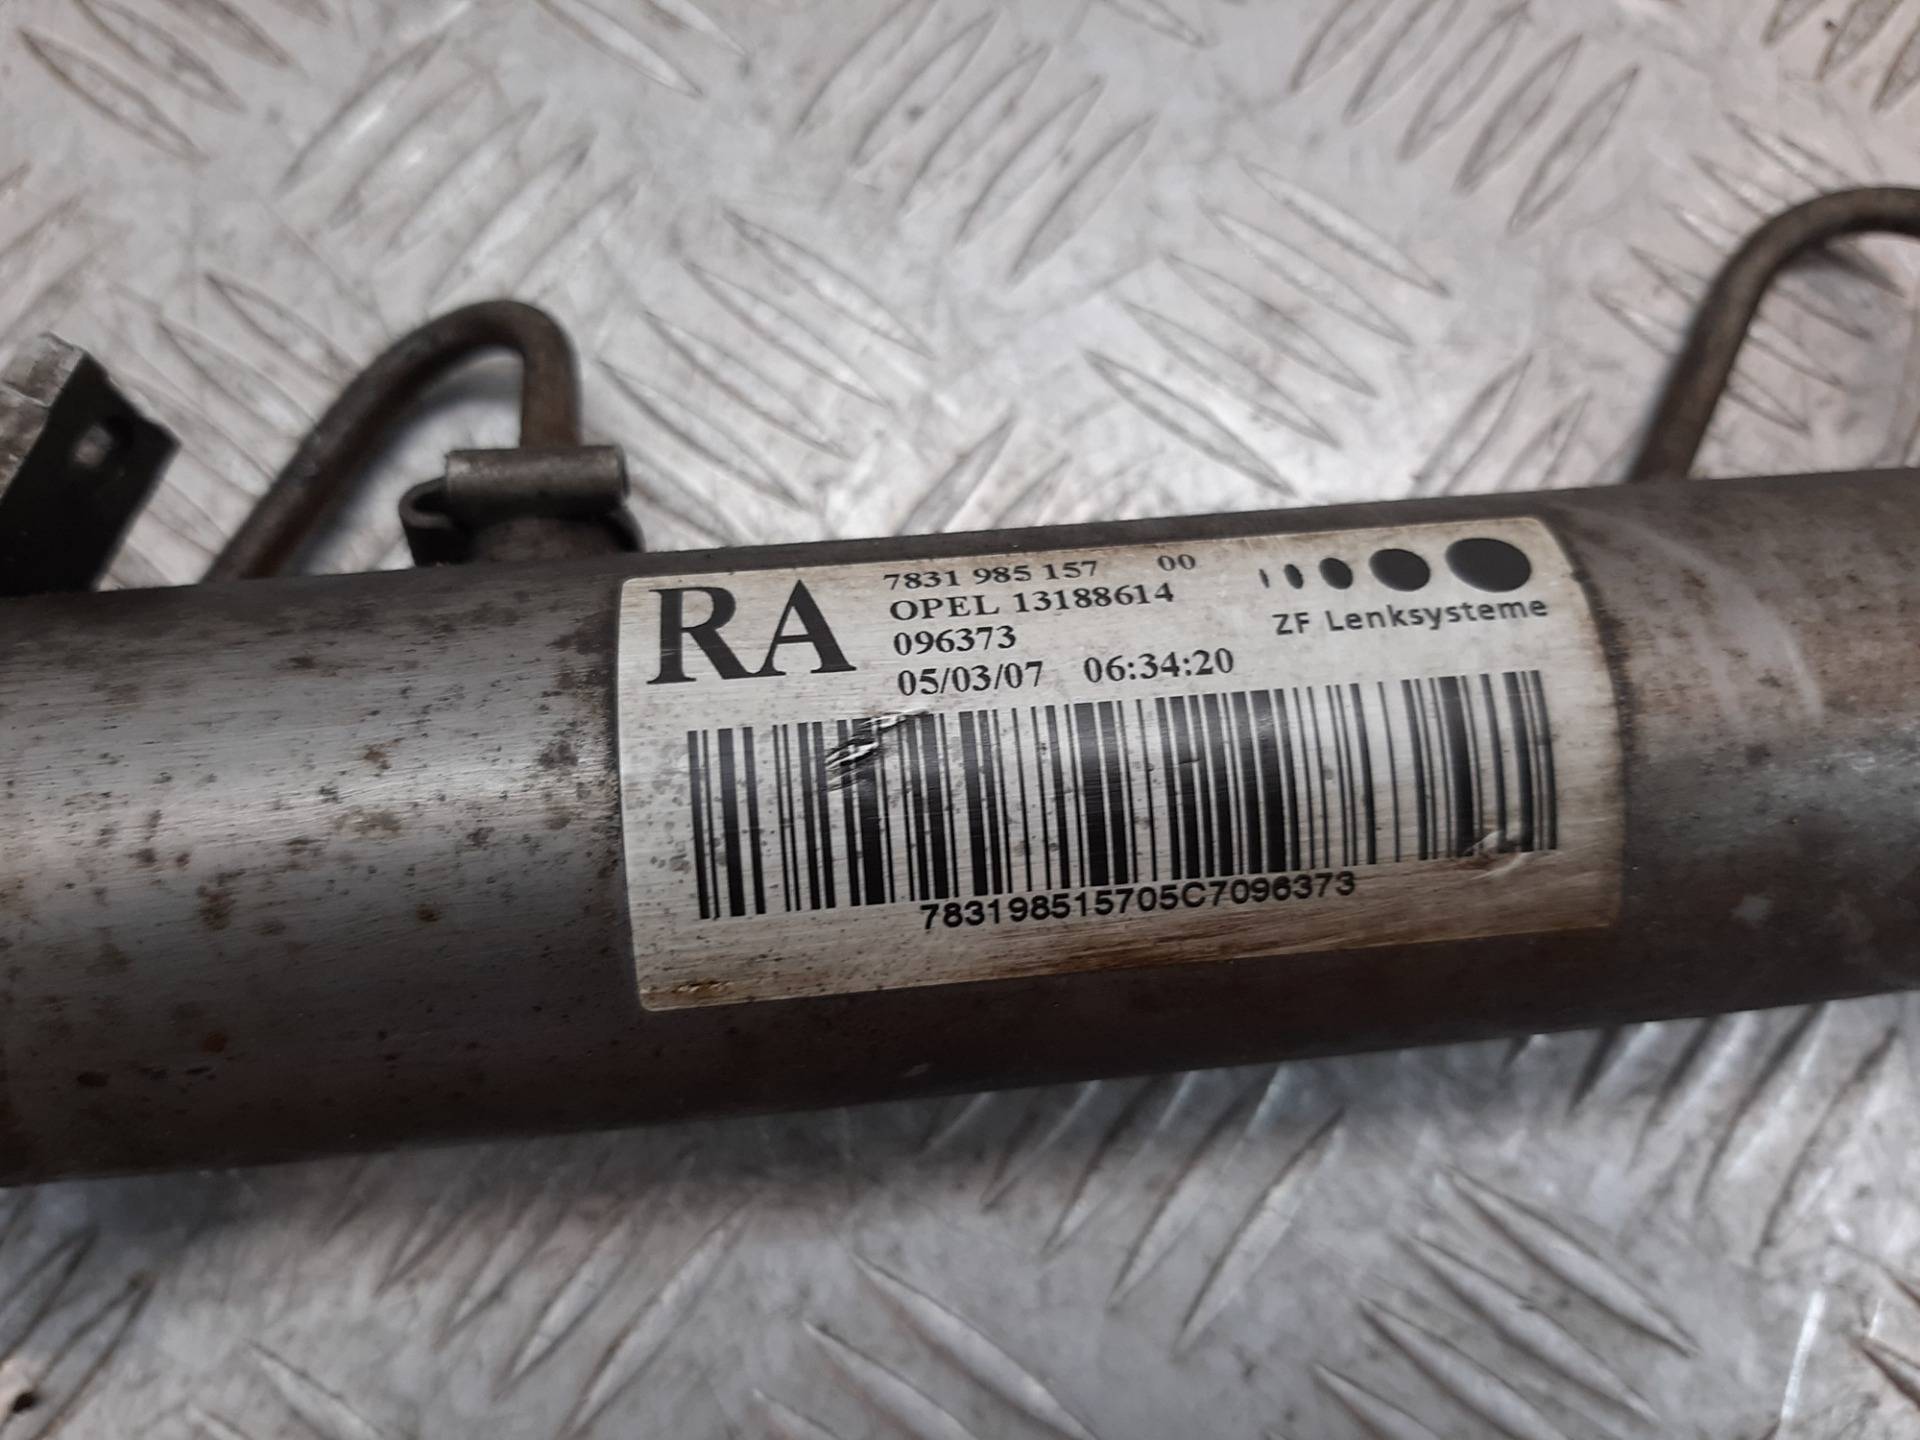 RA
7831 985 157 00
OPEL 13188614
096373
05/03/07 06:34:20
ZF Lenksysteme
783198515705C7096373